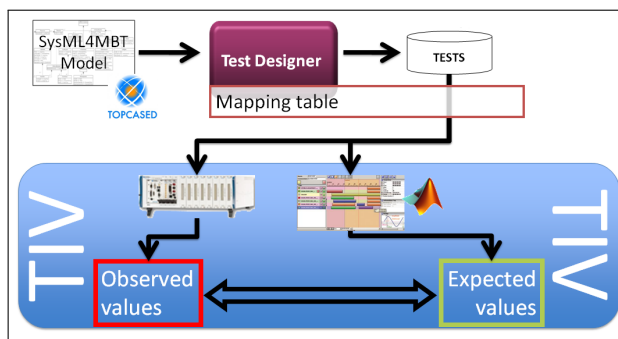 SysML4MBT
Model
TOPCASED
Test Designer
TESTS
Mapping table
TIV
TIV
Observed
values
Expected
values